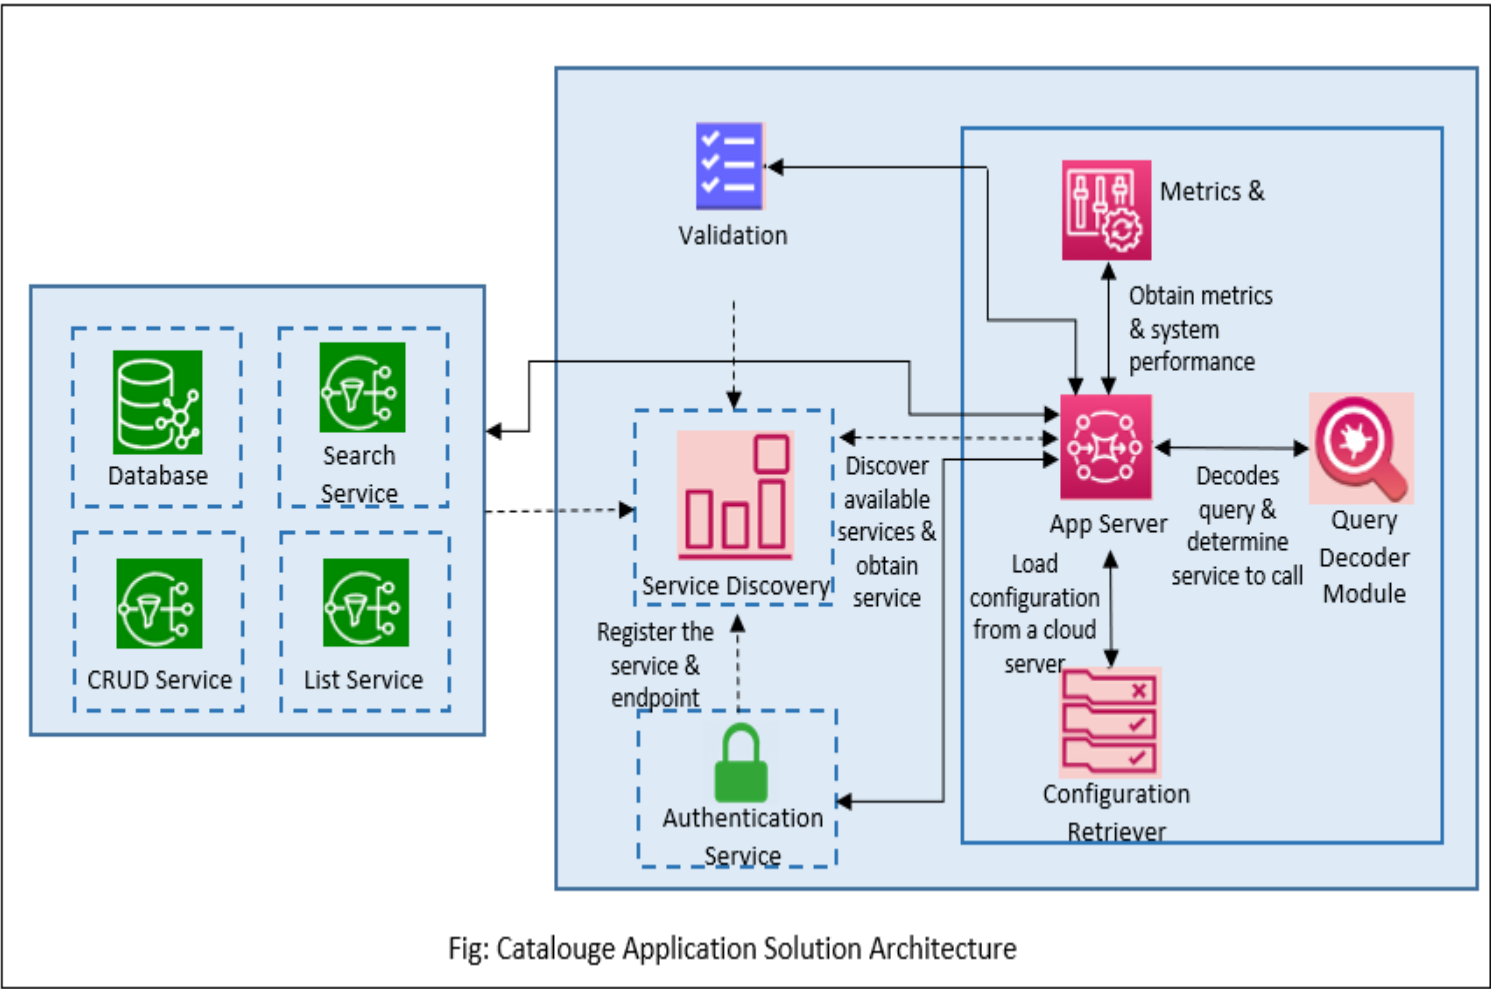 Metrics &
Validation
Obtain metrics
& system
performance
Database
Search
Service
CRUD Service
List Service
Service Discovery
Discover
available
services &
obtain
service
App Server
Decodes
query &
determine
service to call
Query
Decoder
Module
Load
configuration
from a cloud
server
Register the
service &
endpoint
Authentication
Service
Configuration
Retriever
Fig: Catalouge Application Solution Architecture